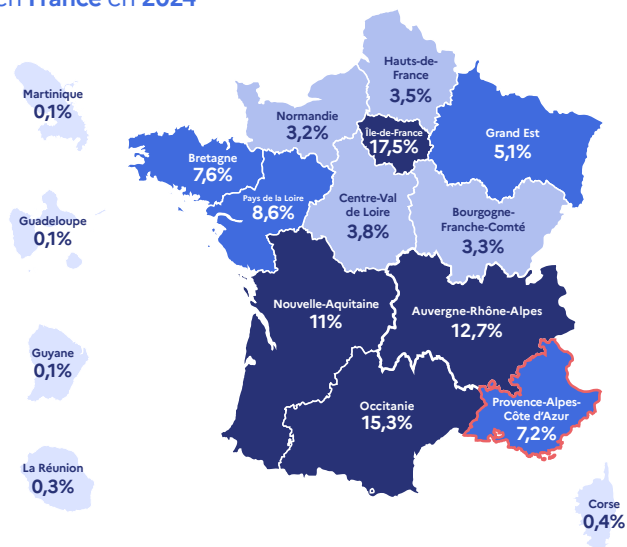 en France en 2024
Hauts-de-
France
3,5%
Martinique
0,1%
Normandie
3,2%
Île-de-France
17,5%
Grand Est
5,1%
Bretagne
7,6%
Pays de la Loire
8,6%
Centre-Val
de Loire
3,8%
Bourgogne-
Franche-Comté
3,3%
Guadeloupe
0,1%
Nouvelle-Aquitaine
11%
Auvergne-Rhône-Alpes
12,7%
Guyane
0,1%
Occitanie
15,3%
Provence-Alpes-
Côte d'Azur
7,2%
La Réunion
0,3%
Corse
0,4%